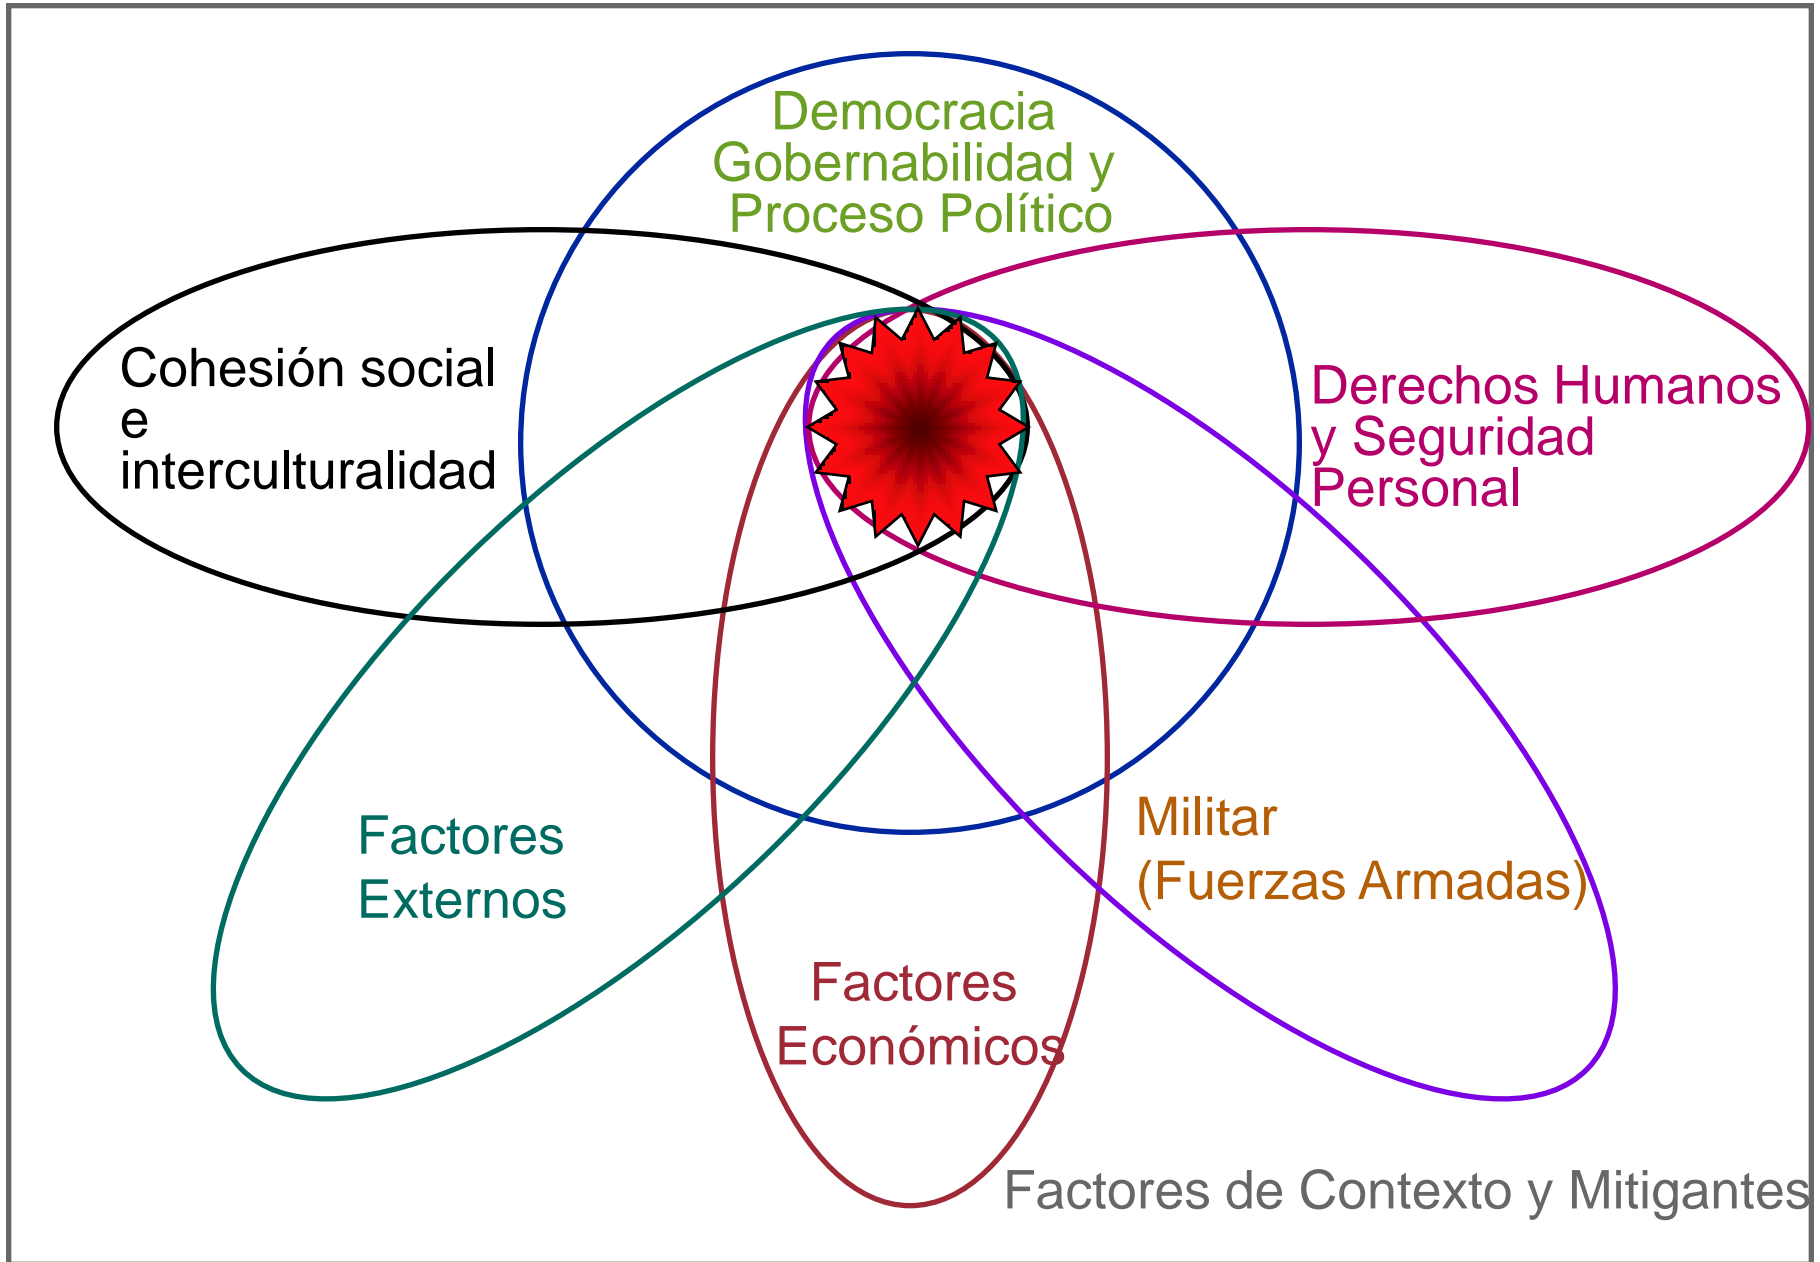 Democracia
Gobernabilidad y
Proceso Político
Cohesión social
e
interculturalidad
Derechos Humanos
y Seguridad
Personal
Factores
Externos
Militar
(Fuerzas Armadas)
Factores
Económicos
Factores de Contexto y Mitigantes